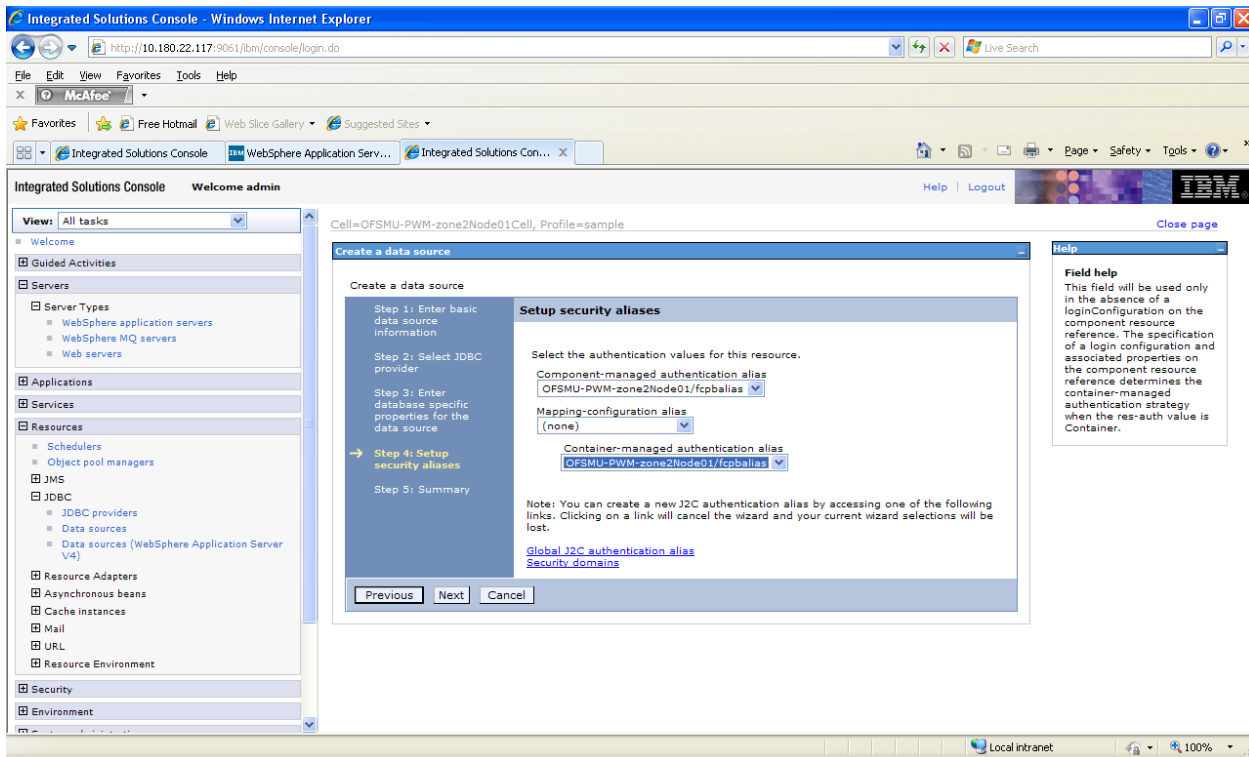 Integrated Solutions Console - Windows Internet Explorer
http://10.180.22.117:9061/ibm/console/login.do
Live Search
File Edit View Favorites Tools Help
X McAfee
Favorites Free Hotmail Web Slice Gallery Suggested Sites
Integrated Solutions Console WebSphere Application Serv... Integrated Solutions Con... X
Page Safety Tools »
Integrated Solutions Console Welcome admin
Help | Logout
IBM
View: All tasks
Welcome
Guided Activities
Servers
Server Types
WebSphere application servers
WebSphere MQ servers
Web servers
Applications
Services
Resources
Schedulers
Object pool managers
JMS
JDBC
JDBC providers
Data sources
Data sources (WebSphere Application Server
V4)
Resource Adapters
Asynchronous beans
Cache instances
Mail
URL
Resource Environment
Security
Environment
Cell=OFSMU-PWM-zone2Node01Cell, Profile=sample
Close page
Create a data source
Create a data source
Step 1: Enter basic
data source
information
Step 2: Select JDBC
provider
Step 3: Enter
database specific
properties for the
data source
Step 4: Setup
security aliases
Step 5: Summary
Setup security aliases
Select the authentication values for this resource.
Component-managed authentication alias
OFSMU-PWM-zone2Node01/fcpbalias
Mapping-configuration alias
(none)
Container-managed authentication alias
OFSMU-PWM-zone2Node01/fcpbalias
Note: You can create a new J2C authentication alias by accessing one of the following
links. Clicking on a link will cancel the wizard and your current wizard selections will be
lost.
Global J2C authentication alias
Security domains
Previous Next Cancel
Help
Field help
This field will be used only
in the absence of a
loginConfiguration on the
component resource
reference. The specification
of a login configuration and
associated properties on
the component resource
reference determines the
container-managed
authentication strategy
when the res-auth value is
Container.
Local intranet
100%